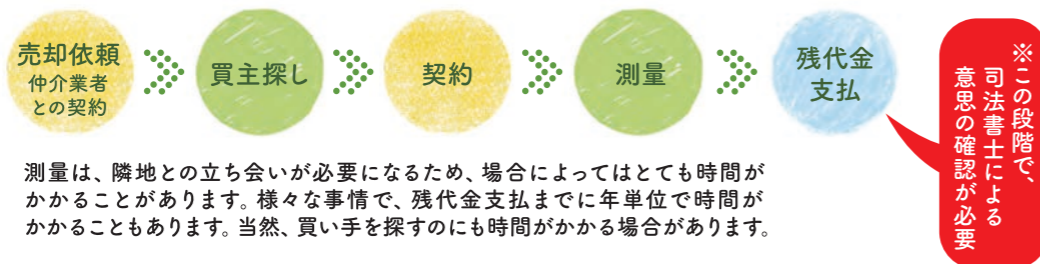 売却依頼
仲介業者
との契約
買主探し
契約
測量
残代金
支払
※この段階で、
司法書士による
意思の確認が必要
測量は、隣地との立ち会いが必要になるため、場合によってはとても時間が
かかることがあります。様々な事情で、残代金支払までに年単位で時間が
かかることもあります。当然、買い手を探すのにも時間がかかる場合があります。